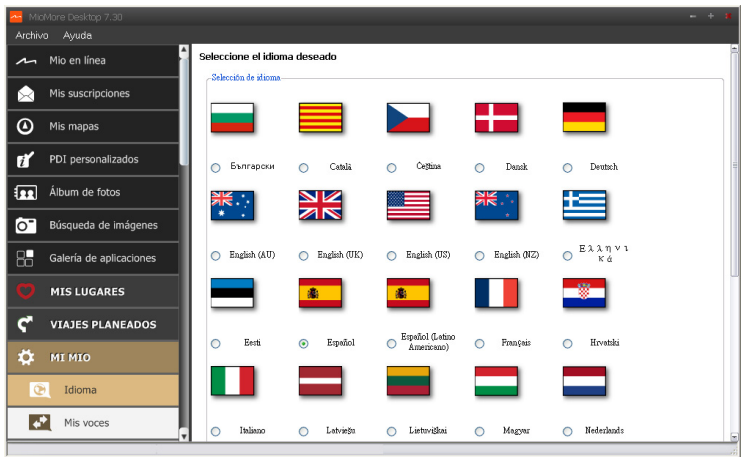 MioMore Desktop 7.30
Archivo Ayuda
Mio en línea
Mis suscripciones
Mis mapas
PDI personalizados
Álbum de fotos
Búsqueda de imágenes
Galería de aplicaciones
MIS LUGARES
VIAJES PLANEADOS
MI MIO
Idioma
Mis voces
Seleccione el idioma deseado
Selección de idioma
Български Català Čeština Dansk Deutsch
English (AU) English (UK) English (US) English (NZ) Ελληνι
κά
Eesti Español Español (Latino
Americano) Français Hrvatski
Italiano Latviešu Lietuviškai Magyar Nederlands